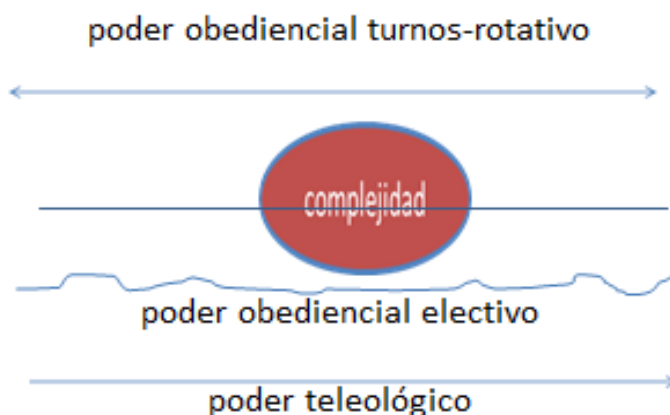 poder obediencial turnos-rotativo
complejidad
poder obediencial electivo
poder teleológico